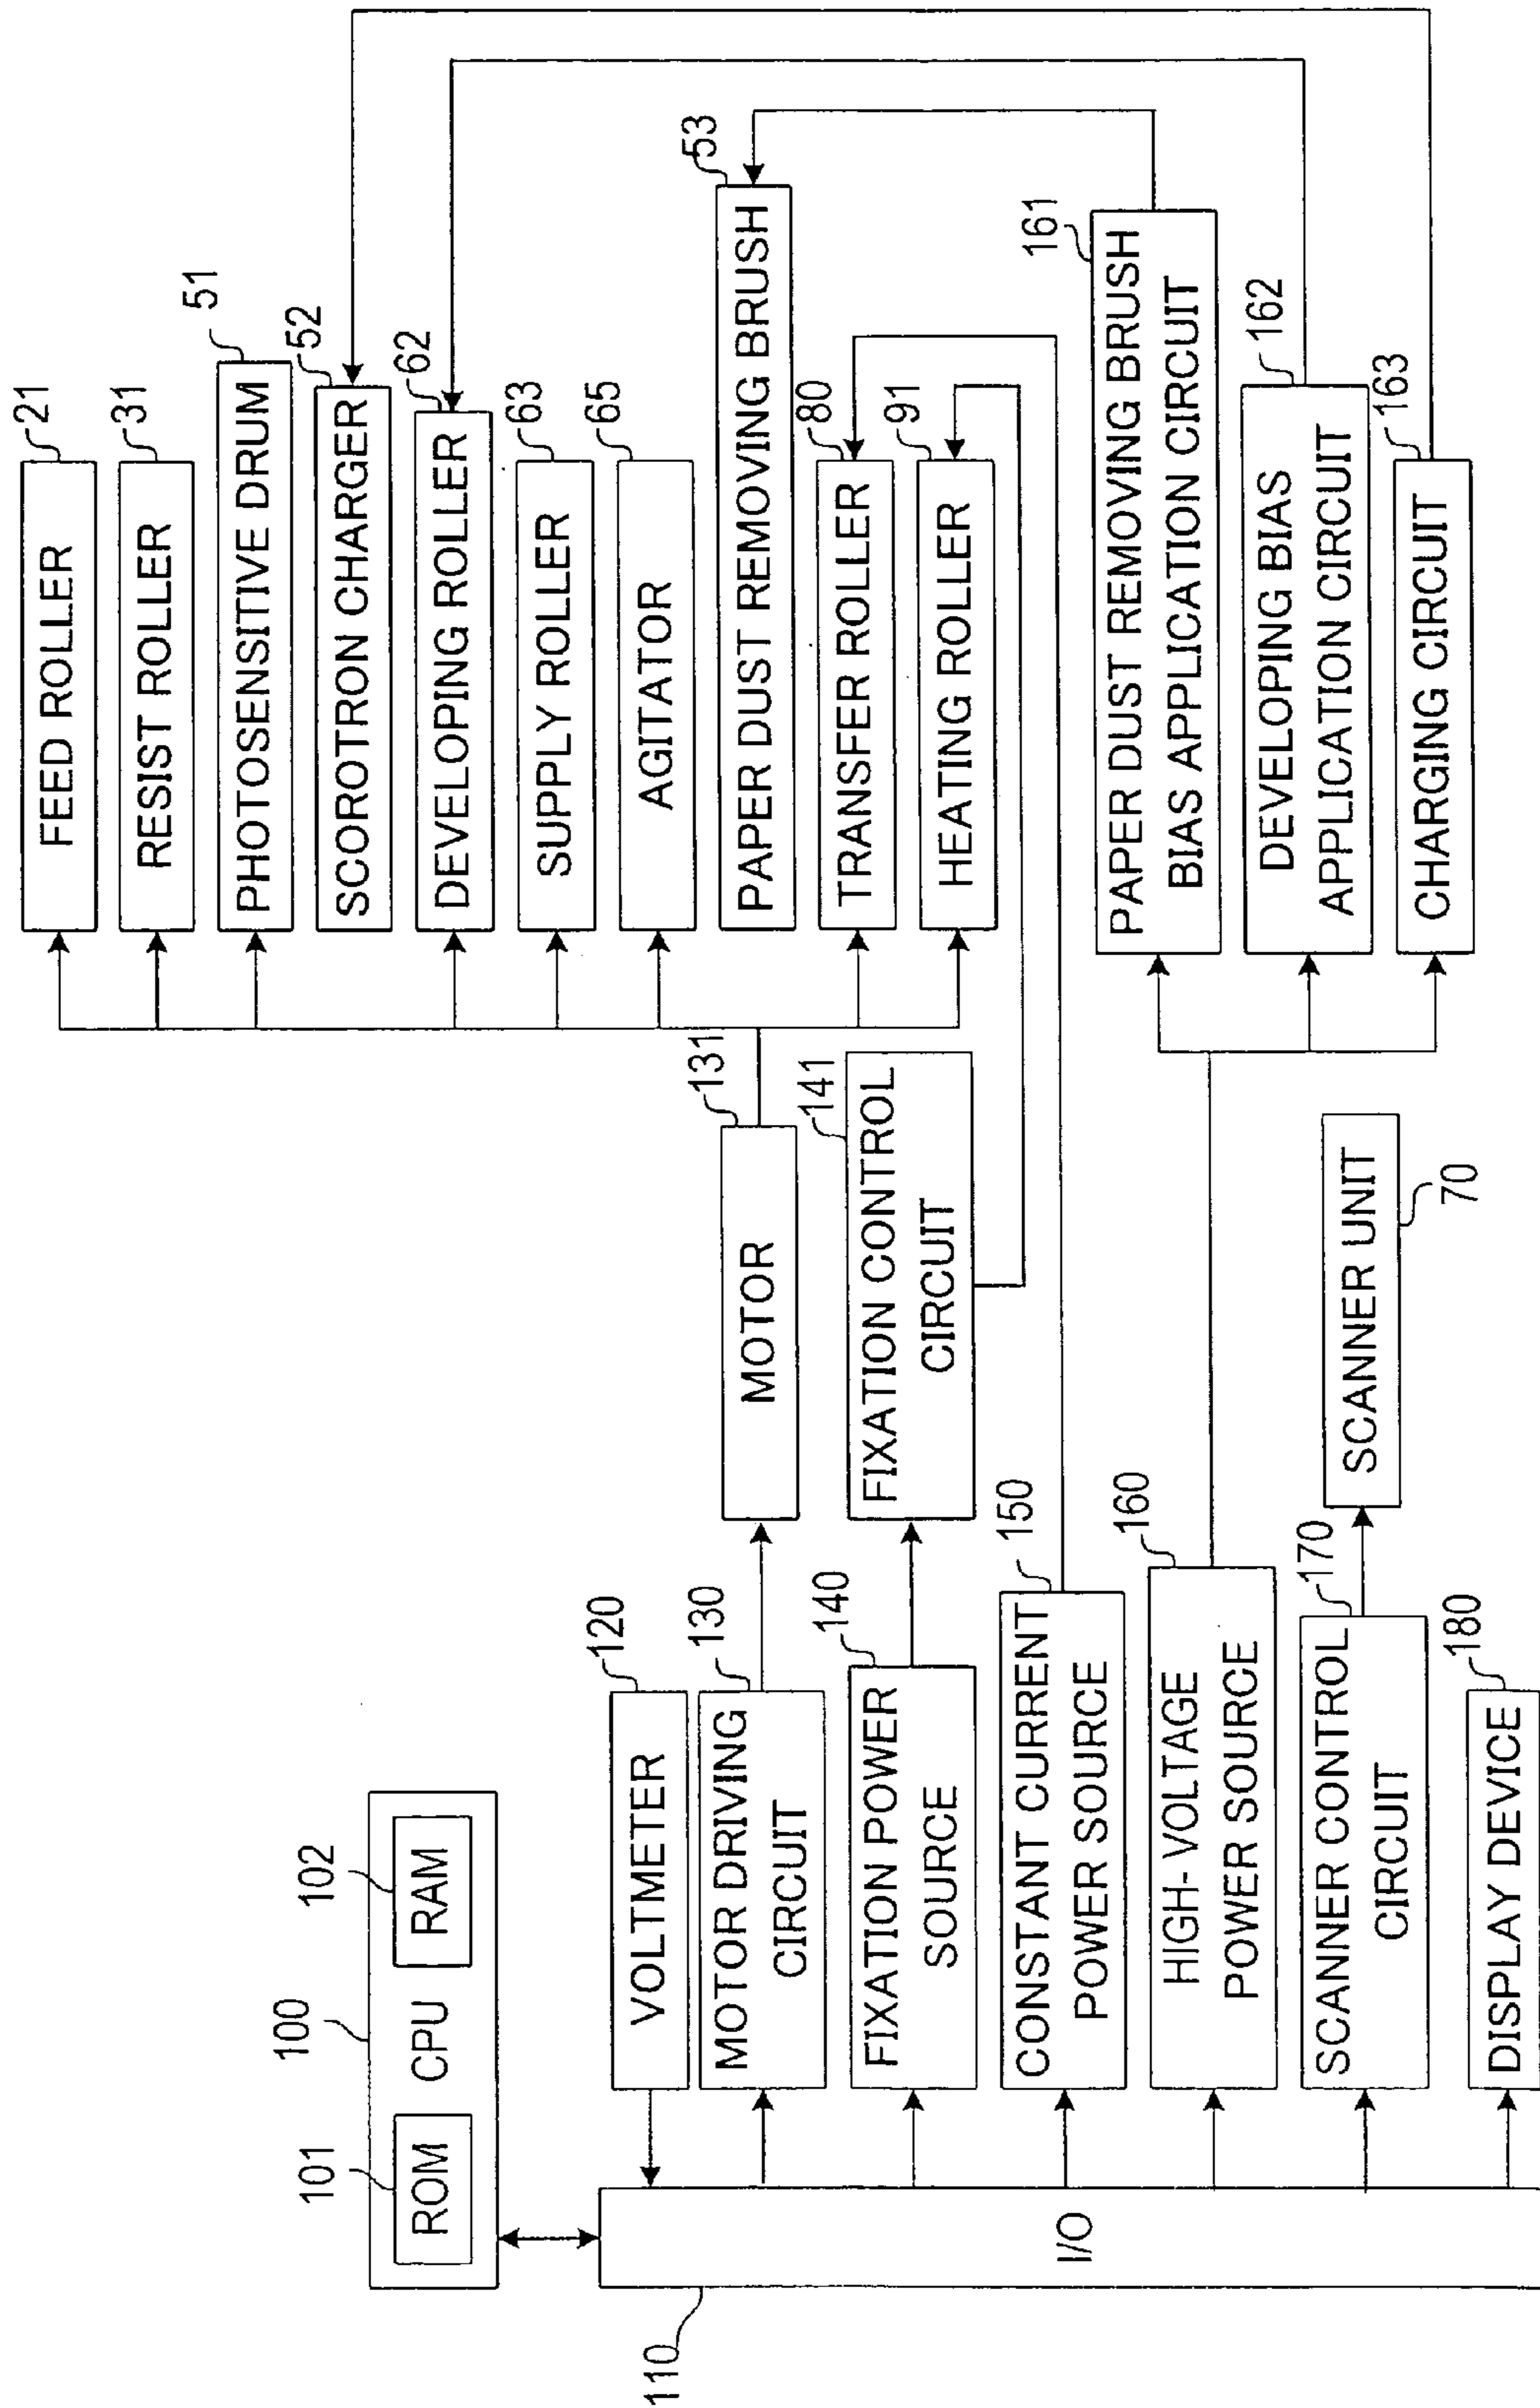 100
101
ROM
CPU
102
RAM
110
I/O
120
VOLTMETER
130
MOTOR DRIVING
CIRCUIT
140
FIXATION POWER
SOURCE
150
CONSTANT CURRENT
POWER SOURCE
160
HIGH-VOLTAGE
POWER SOURCE
170
SCANNER CONTROL
CIRCUIT
180
DISPLAY DEVICE
131
MOTOR
141
FIXATION CONTROL
CIRCUIT
SCANNER UNIT
70
21
FEED ROLLER
31
RESIST ROLLER
51
PHOTOSENSITIVE DRUM
52
SCOROTRON CHARGER
62
DEVELOPING ROLLER
63
SUPPLY ROLLER
65
AGITATOR
53
PAPER DUST REMOVING BRUSH
80
TRANSFER ROLLER
91
HEATING ROLLER
161
PAPER DUST REMOVING BRUSH
BIAS APPLICATION CIRCUIT
162
DEVELOPING BIAS
APPLICATION CIRCUIT
163
CHARGING CIRCUIT